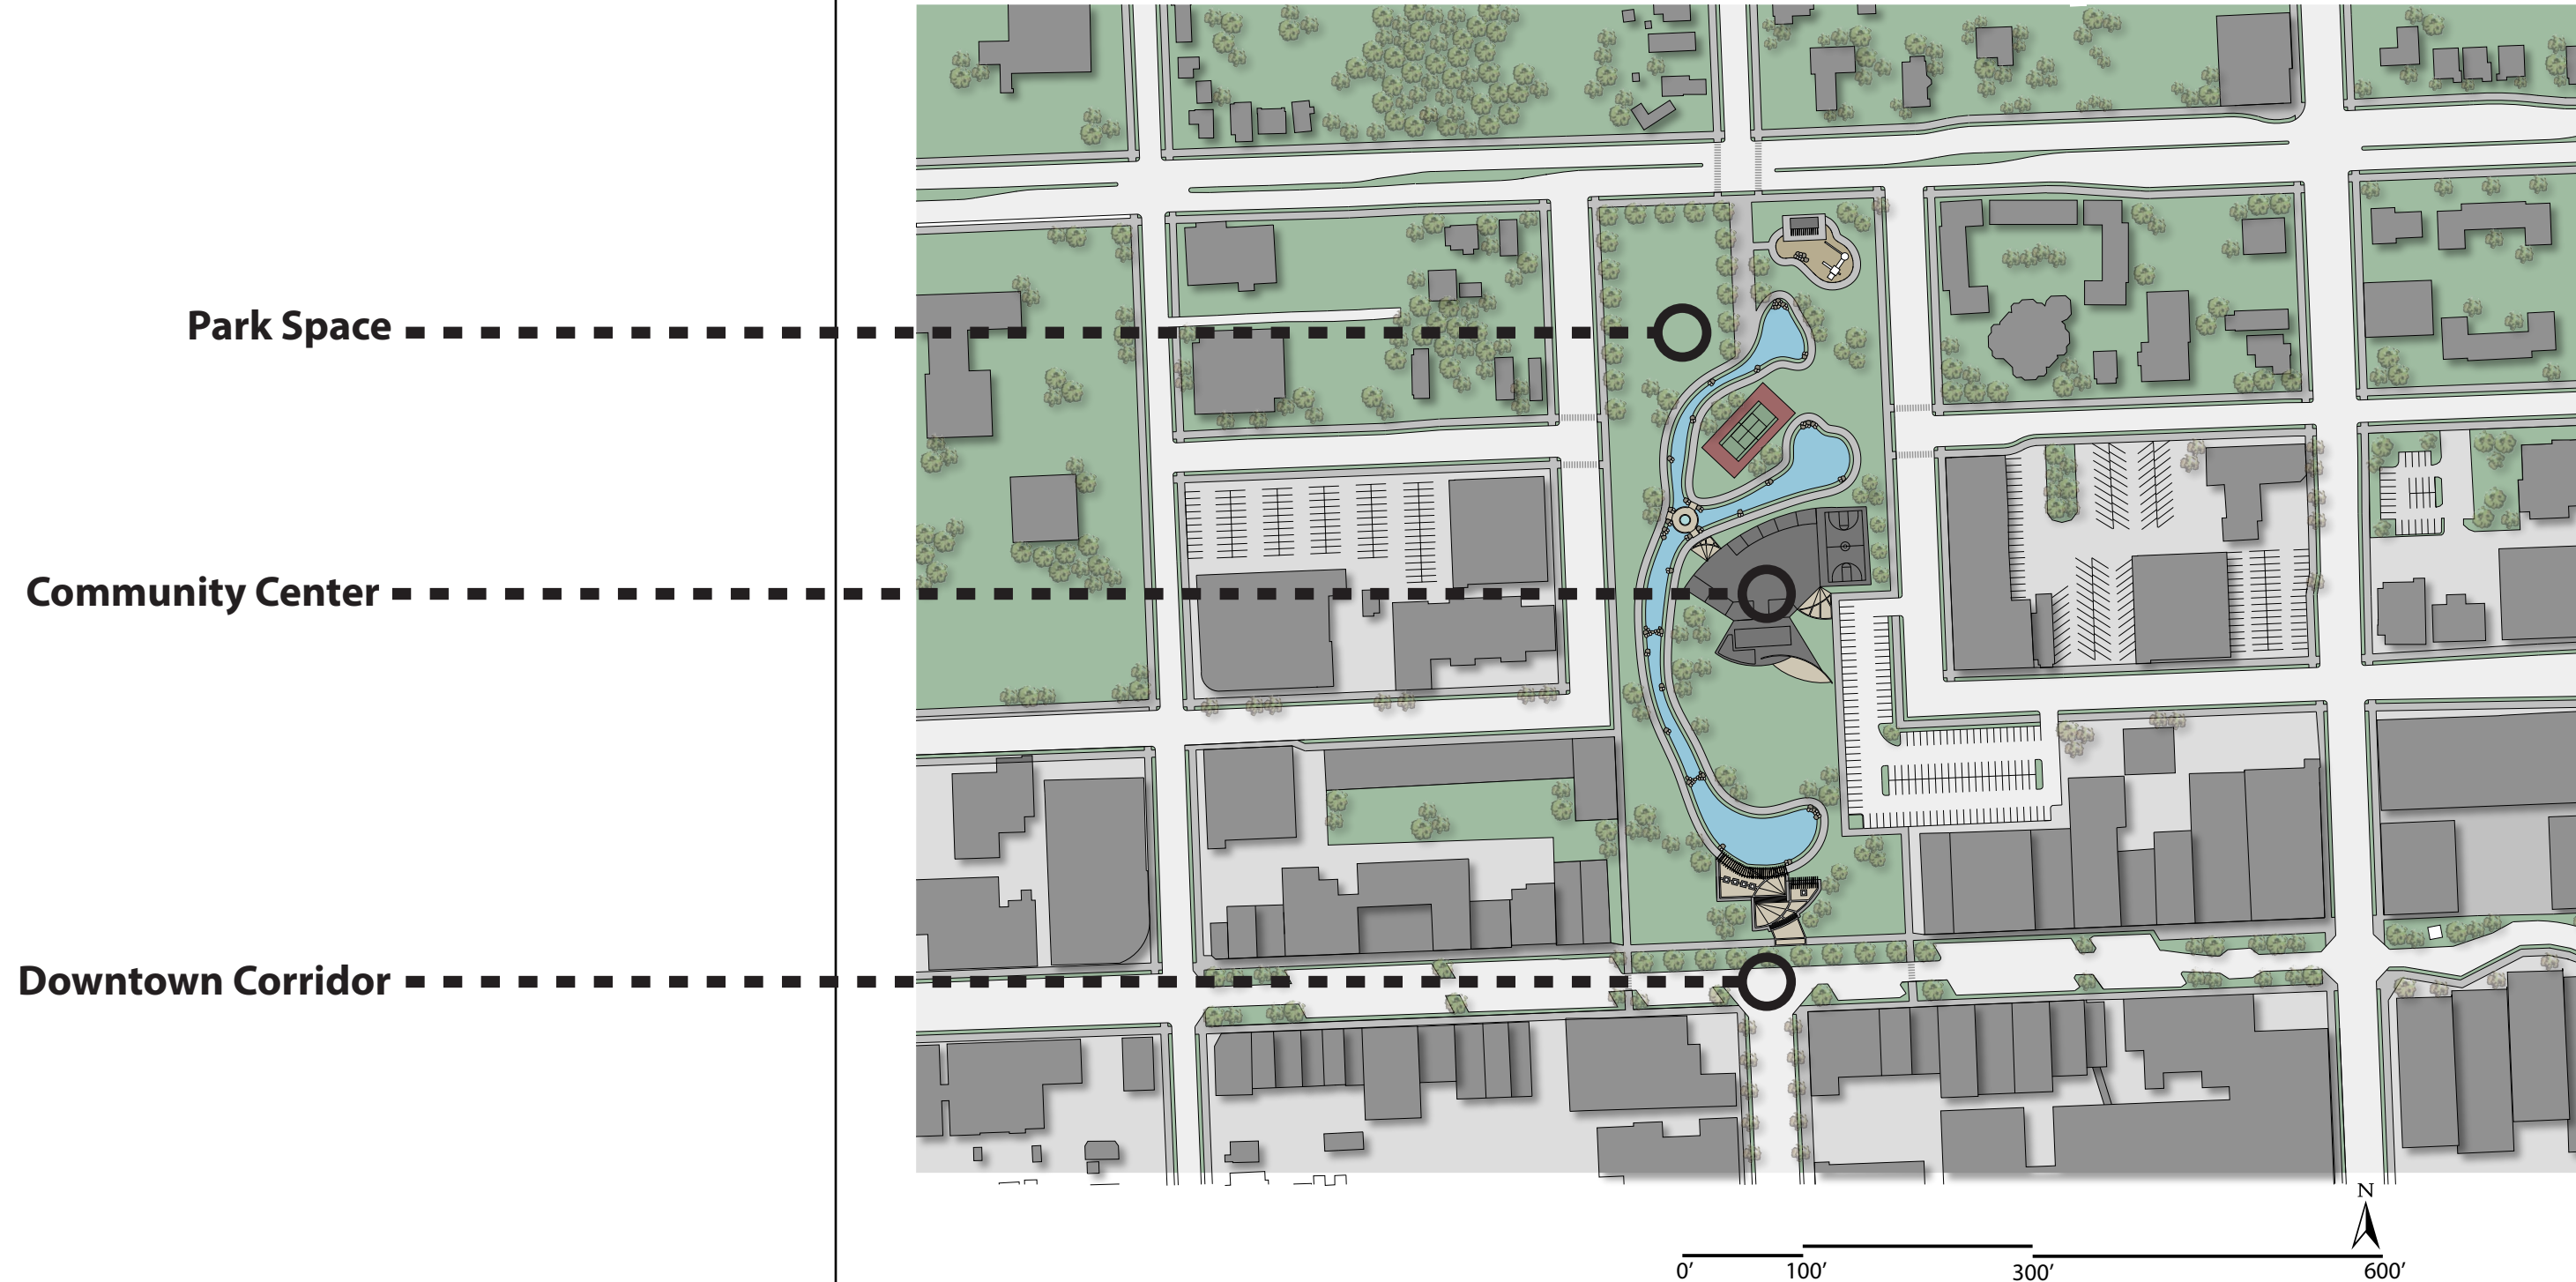 Park Space
Community Center
Downtown Corridor
N
0' 100' 300' 600'